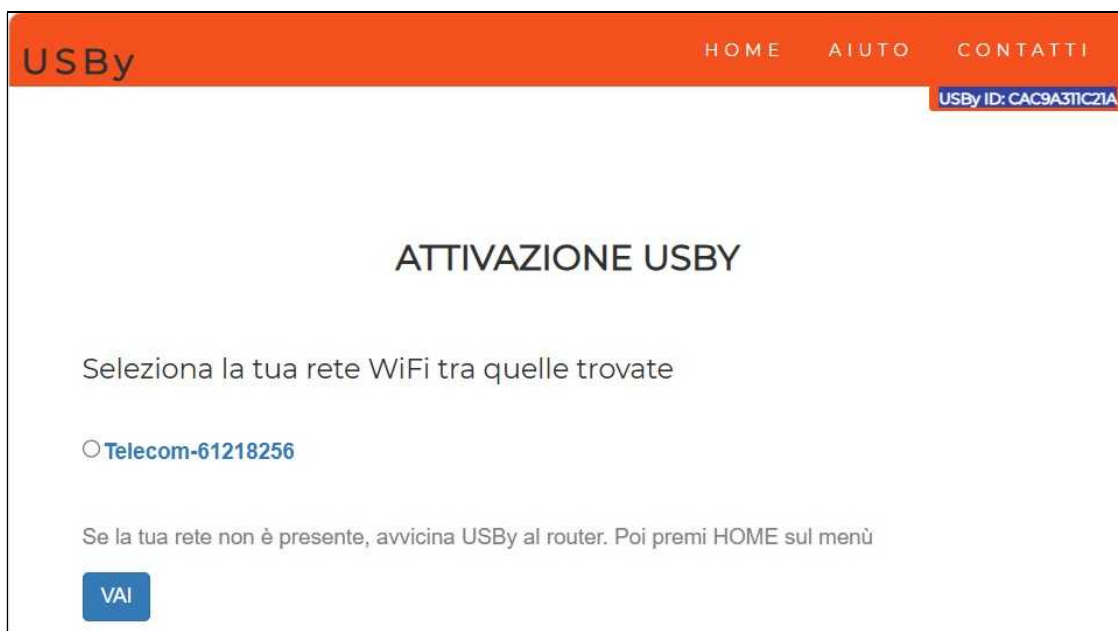 USBy
HOME AIUTO CONTATTI
USBy ID: CAC9A311C21A
ATTIVAZIONE USBY
Seleziona la tua rete WiFi tra quelle trovate
Telecom-61218256
Se la tua rete non è presente, avvicina USBy al router. Poi premi HOME sul menù
VAI